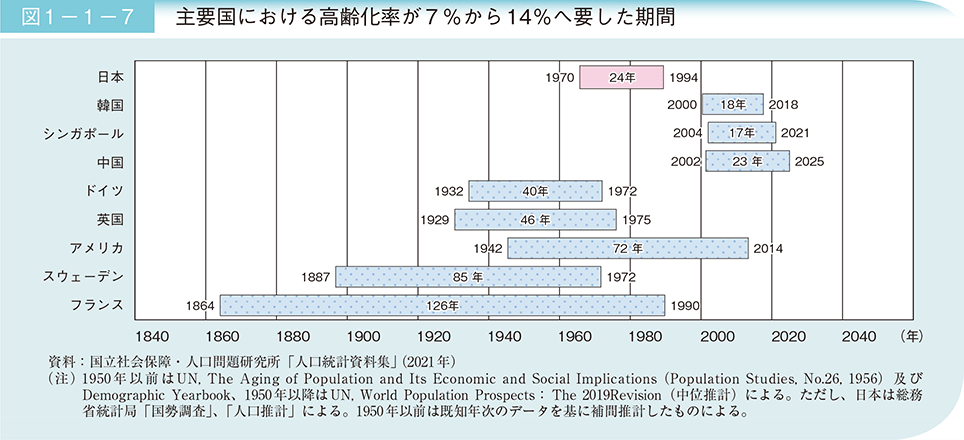 図1－1－7 主要国における高齢化率が7％から14％へ要した期間
日本 1970 24年 1994
韓国 2000 18年 2018
シンガポール 2004 17年 2021
中国 2002 23 年 2025
ドイツ 1932 40年 1972
英国 1929 46 年 1975
アメリカ 1942 72 年 2014
スウェーデン 1887 85 年 1972
フランス 1864 126年 1990
1840 1860 1880 1900 1920 1940 1960 1980 2000 2020 2040 (年)
資料：国立社会保障・人口問題研究所「人口統計資料集」(2021年)
(注) 1950年以前はUN, The Aging of Population and Its Economic and Social Implications (Population Studies, No.26, 1956) 及び
Demographic Yearbook、1950年以降はUN, World Population Prospects：The 2019Revision（中位推計）による。ただし、日本は総務
省統計局「国勢調査」、「人口推計」による。1950年以前は既知年次のデータを基に補間推計したものによる。